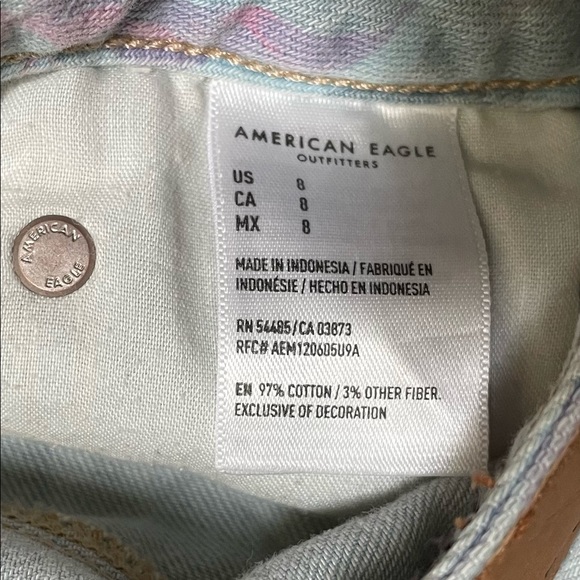 AMERICAN EAGLE
OUTFITTERS
US 8
CA 8
MX 8
MADE IN INDONESIA / FABRIQUÉ EN
INDONÉSIE / HECHO EN INDONESIA
RN 54485/CA 03873
RFC# AEM120605U9A
EN 97% COTTON / 3% OTHER FIBER.
EXCLUSIVE OF DECORATION
AMERICAN
EAGLE